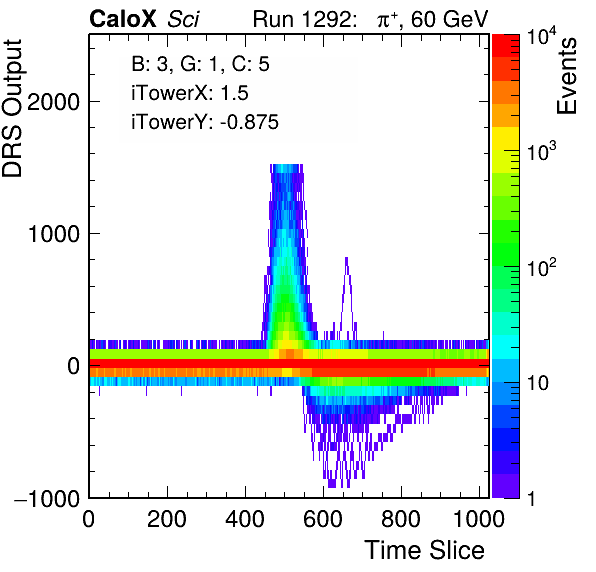 CaloX Sci Run 1292: π⁺, 60 GeV
B: 3, G: 1, C: 5
iTowerX: 1.5
iTowerY: -0.875
DRS Output
2000
1000
0
−1000
0 200 400 600 800 1000
Time Slice
Events
10⁴
10³
10²
10
1